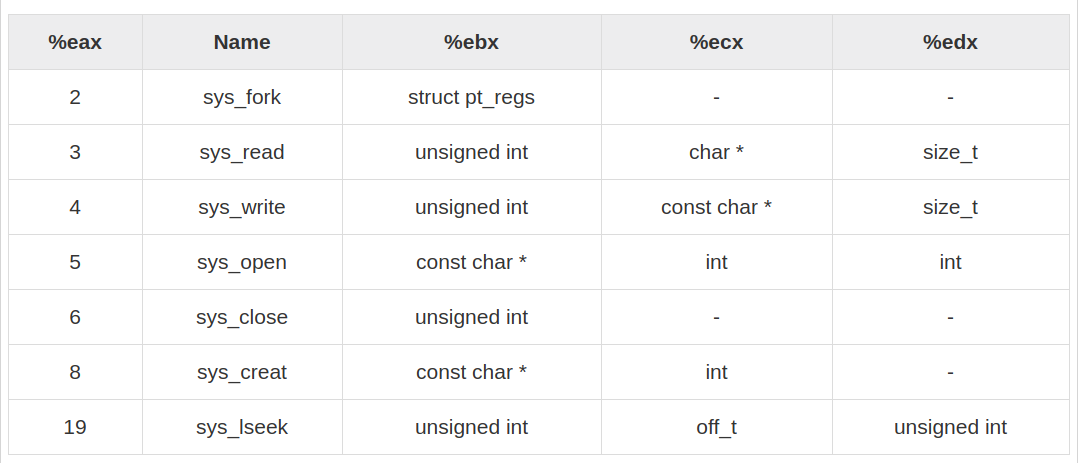 %eax Name %ebx %ecx %edx
2 sys_fork struct pt_regs - -
3 sys_read unsigned int char * size_t
4 sys_write unsigned int const char * size_t
5 sys_open const char * int int
6 sys_close unsigned int - -
8 sys_creat const char * int -
19 sys_lseek unsigned int off_t unsigned int